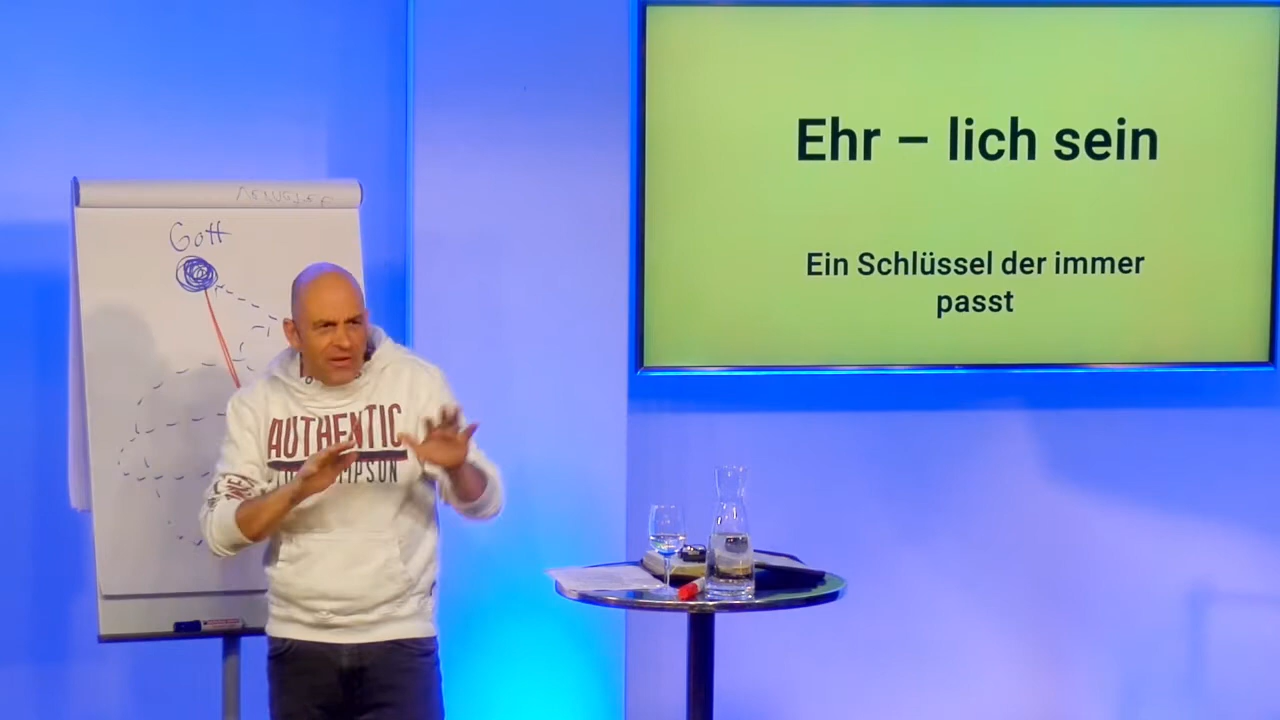 Ehr – lich sein
Ein Schlüssel der immer
passt
Gott
AUTHENTIC